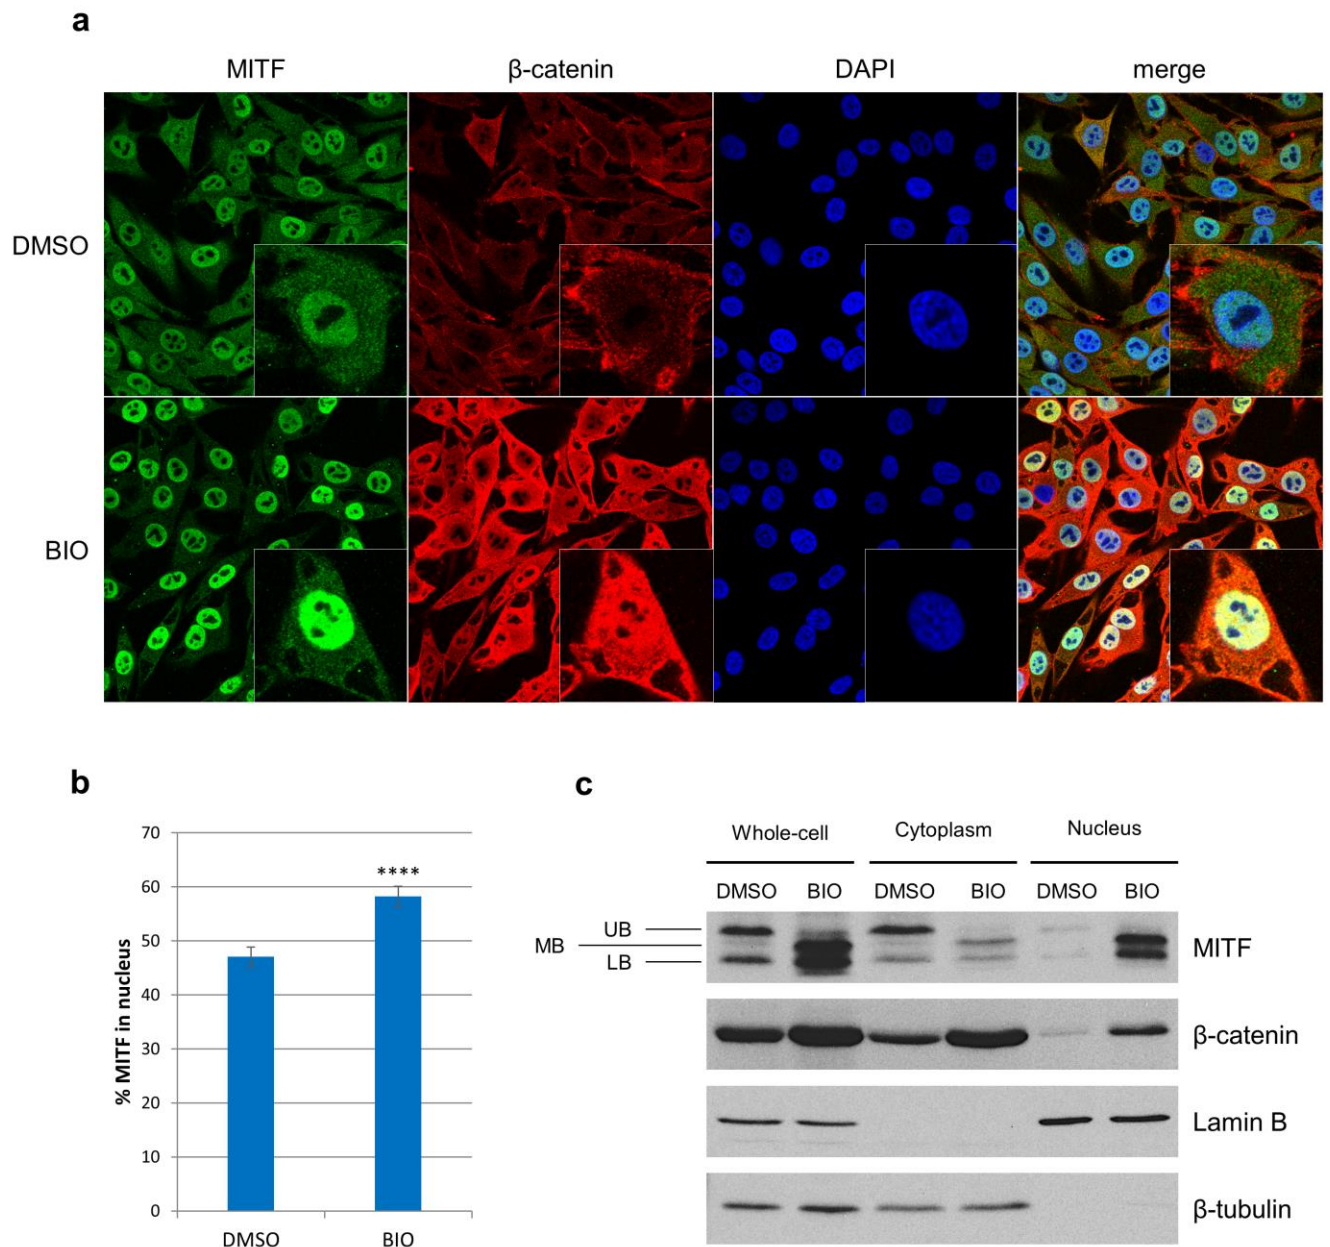 a
MITF β-catenin DAPI merge
DMSO
BIO
b
70
60
50
40
30
20
10
0
% MITF in nucleus
****
DMSO BIO
c
Whole-cell Cytoplasm Nucleus
DMSO BIO DMSO BIO DMSO BIO
UB
MB
LB
MITF
β-catenin
Lamin B
β-tubulin